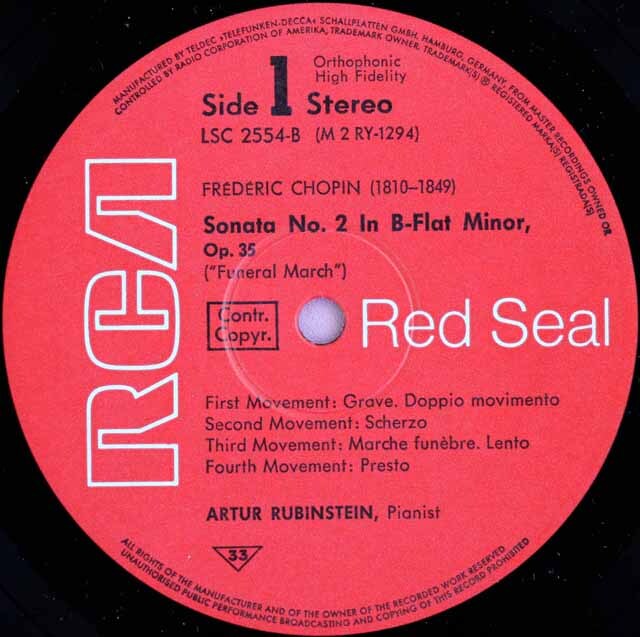 MANUFACTURED BY TELDEC »TELEFUNKEN-DECCA« SCHALLPLATTEN GMBH, HAMBURG, GERMANY, FROM MASTER RECORDINGS OWNED OR
CONTROLLED BY RADIO CORPORATION OF AMERICA, TRADEMARK OWNER. TRADEMARK(S) ® REGISTERED MARKA(S) REGISTRADA(S)
Orthophonic
High Fidelity
Side 1 Stereo
LSC 2554-B (M 2 RY-1294)
FRÉDÉRIC CHOPIN (1810–1849)
Sonata No. 2 In B-Flat Minor,
Op. 35
("Funeral March")
RCA
Contr.
Copyr.
Red Seal
First Movement: Grave. Doppio movimento
Second Movement: Scherzo
Third Movement: Marche funèbre. Lento
Fourth Movement: Presto
ARTUR RUBINSTEIN, Pianist
33
ALL RIGHTS OF THE MANUFACTURER AND OF THE OWNER OF THE RECORDED WORK RESERVED
UNAUTHORISED PUBLIC PERFORMANCE BROADCASTING AND COPYING OF THIS RECORD PROHIBITED